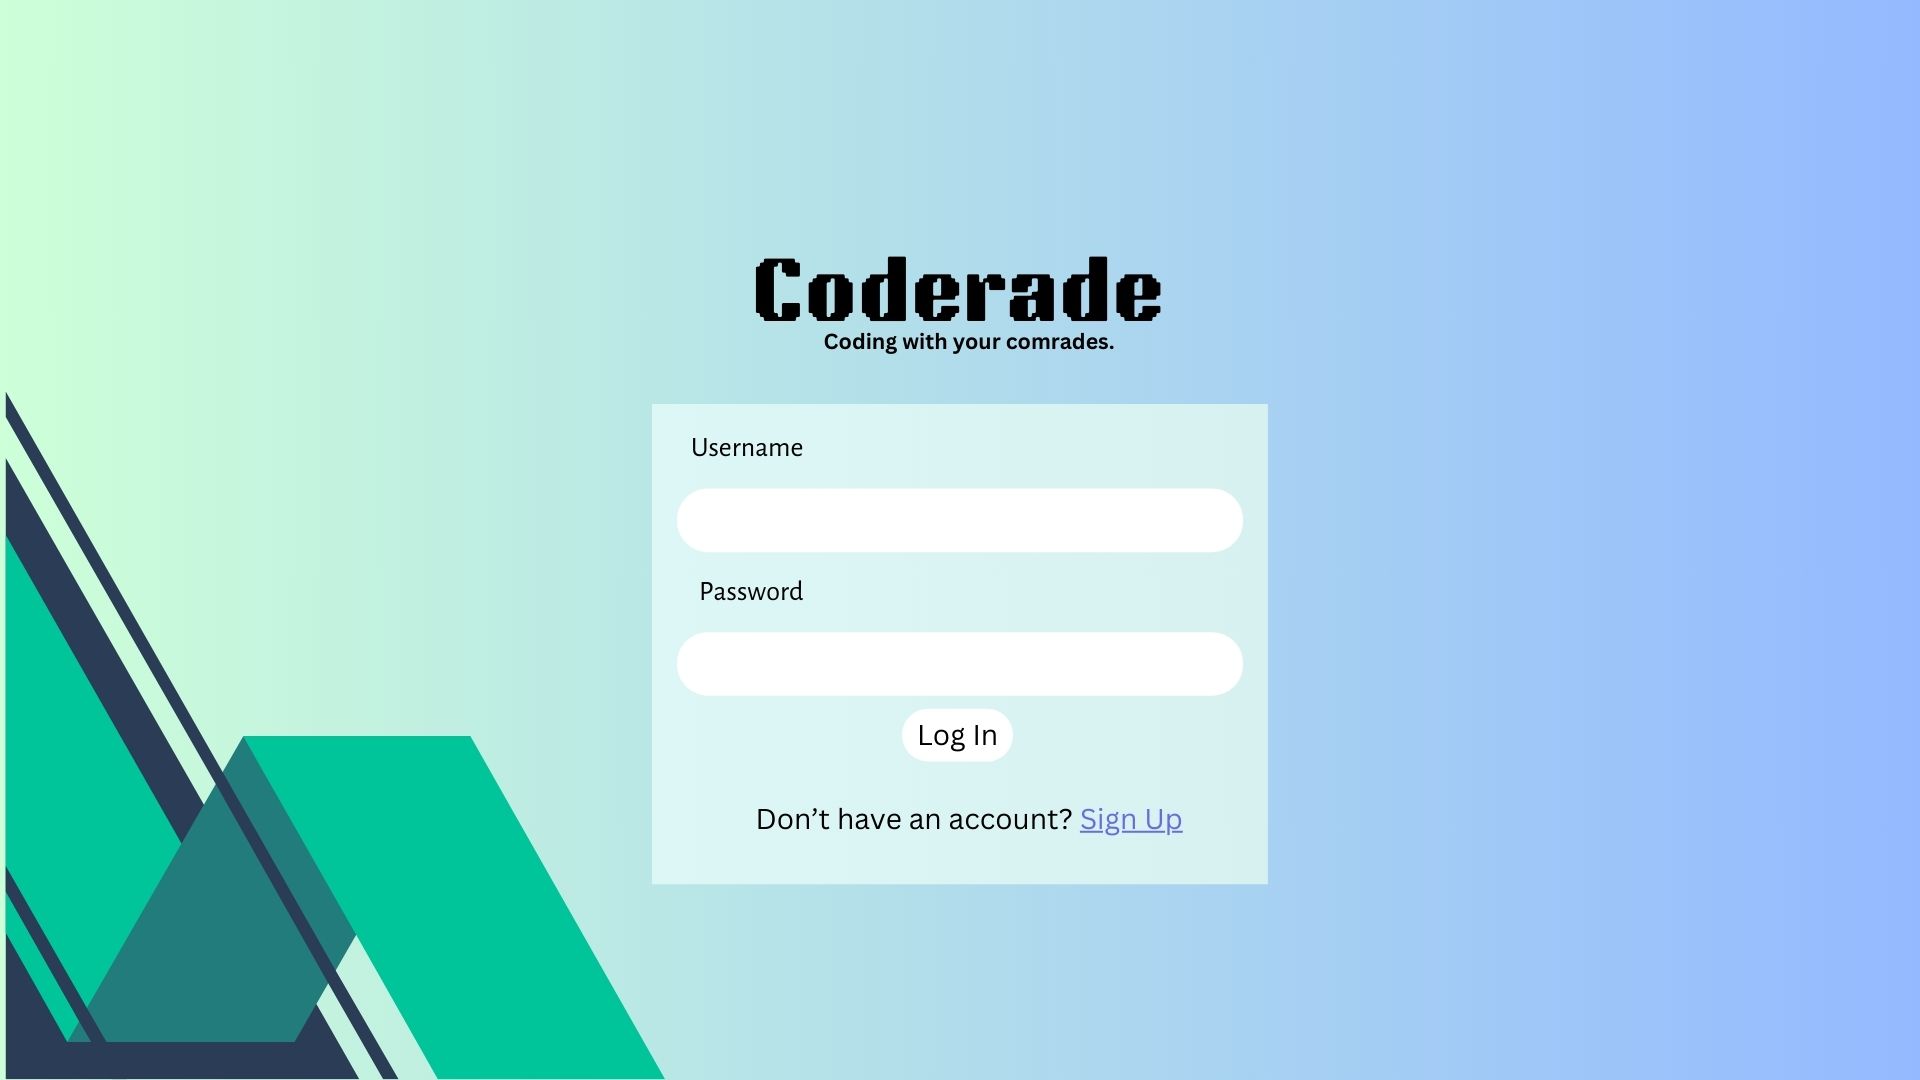 Coderade
Coding with your comrades.
Username
Password
Log In
Don’t have an account? Sign Up